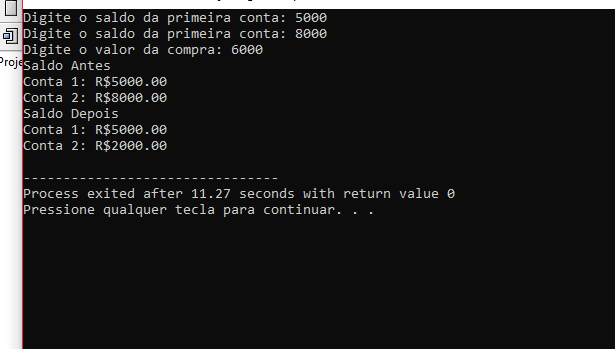 Digite o saldo da primeira conta: 5000
Digite o saldo da primeira conta: 8000
Digite o valor da compra: 6000
Saldo Antes
Conta 1: R$5000.00
Conta 2: R$8000.00
Proje
Saldo Depois
Conta 1: R$5000.00
Conta 2: R$2000.00
--------------------------------
Process exited after 11.27 seconds with return value 0
Pressione qualquer tecla para continuar. . .